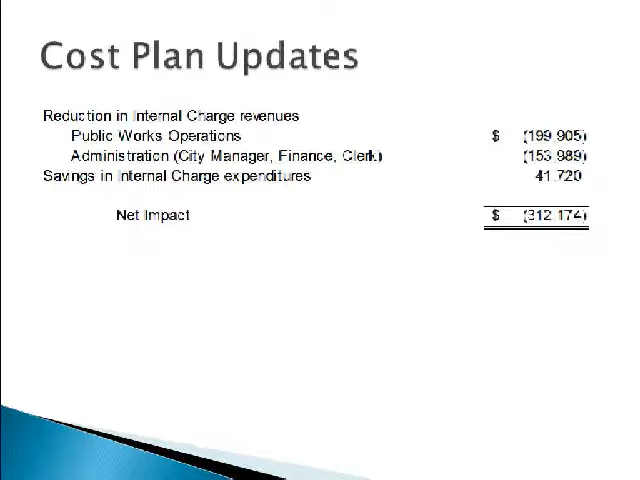 Cost Plan Updates
Reduction in Internal Charge revenues
Public Works Operations $ (199,905)
Administration (City Manager, Finance, Clerk) (153,989)
Savings in Internal Charge expenditures 41,720
Net Impact $ (312,174)